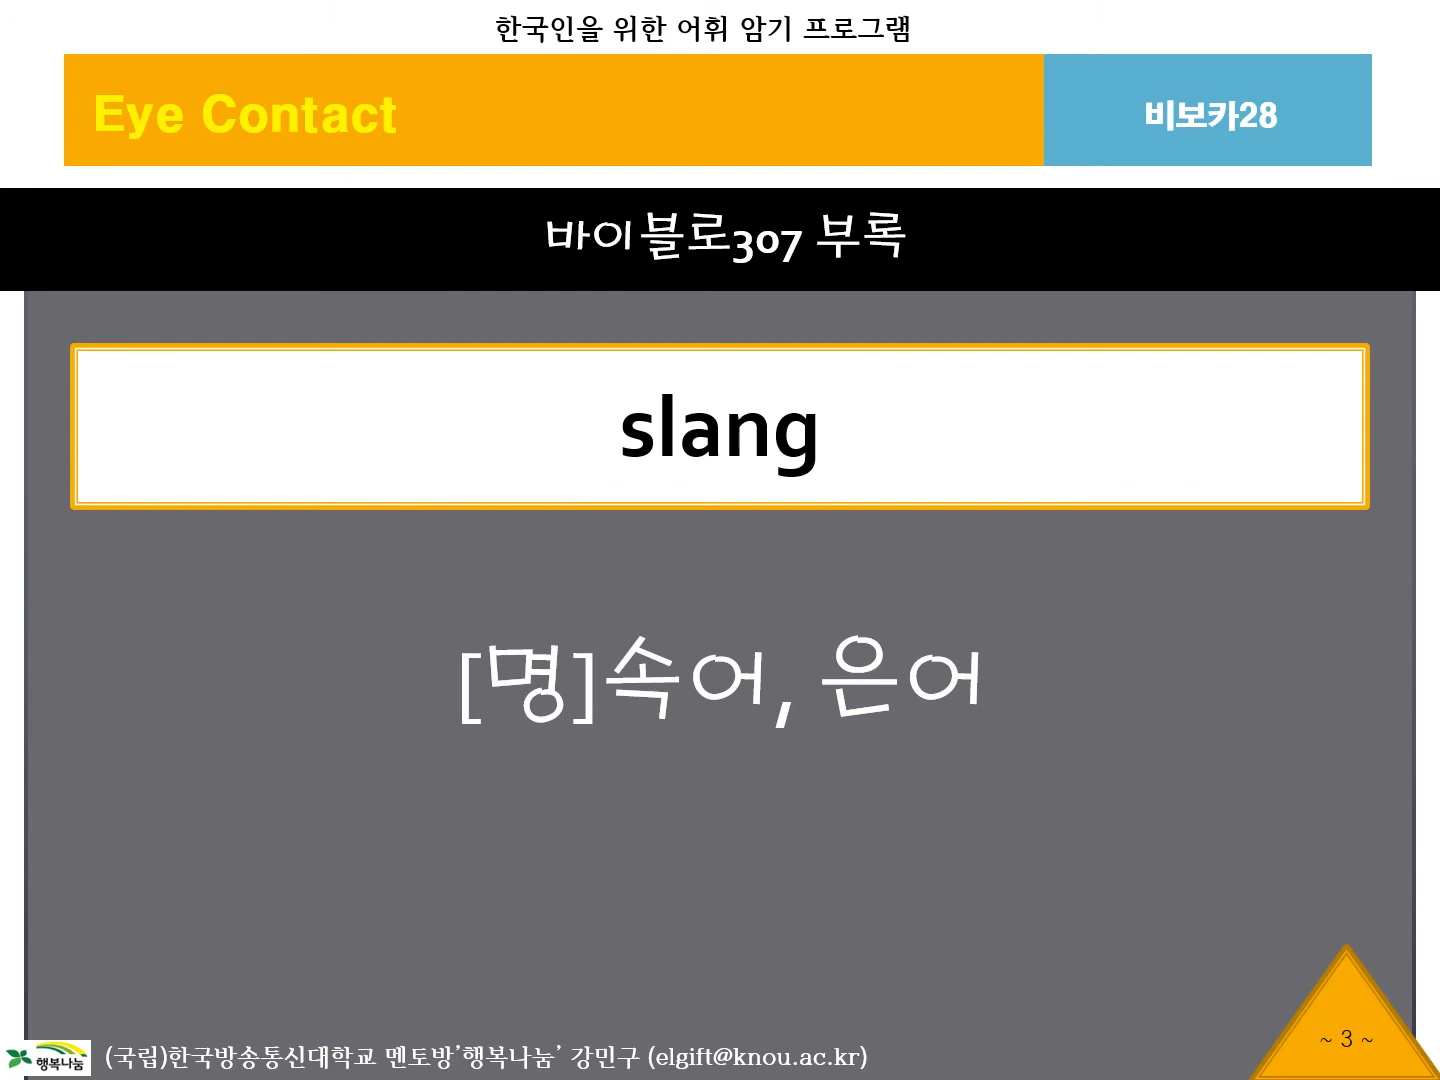 한국인을 위한 어휘 암기 프로그램
Eye Contact
비보카28
바이블로307 부록
slang
[명]속어, 은어
~ 3 ~
행복나눔
(국립)한국방송통신대학교 멘토방'행복나눔' 강민구 (elgift@knou.ac.kr)